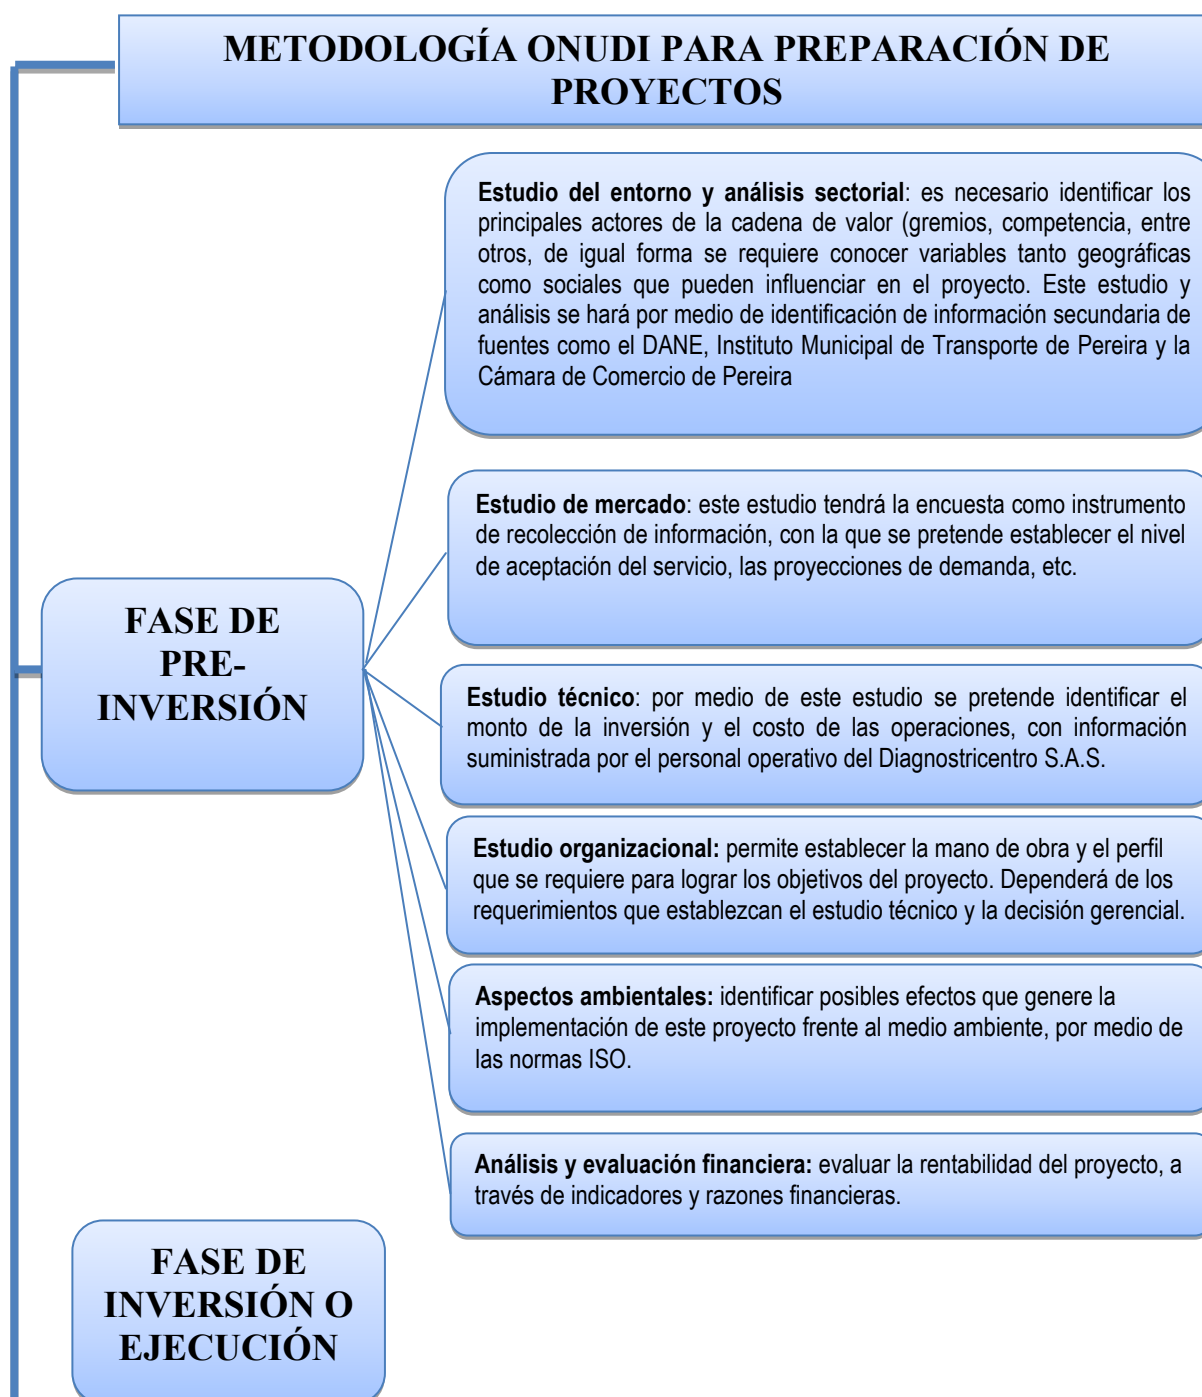 METODOLOGÍA ONUDI PARA PREPARACIÓN DE
PROYECTOS
Estudio del entorno y análisis sectorial: es necesario identificar los
principales actores de la cadena de valor (gremios, competencia, entre
otros, de igual forma se requiere conocer variables tanto geográficas
como sociales que pueden influenciar en el proyecto. Este estudio y
análisis se hará por medio de identificación de información secundaria de
fuentes como el DANE, Instituto Municipal de Transporte de Pereira y la
Cámara de Comercio de Pereira
Estudio de mercado: este estudio tendrá la encuesta como instrumento
de recolección de información, con la que se pretende establecer el nivel
de aceptación del servicio, las proyecciones de demanda, etc.
FASE DE
PRE-
INVERSIÓN
Estudio técnico: por medio de este estudio se pretende identificar el
monto de la inversión y el costo de las operaciones, con información
suministrada por el personal operativo del Diagnostricentro S.A.S.
Estudio organizacional: permite establecer la mano de obra y el perfil
que se requiere para lograr los objetivos del proyecto. Dependerá de los
requerimientos que establezcan el estudio técnico y la decisión gerencial.
Aspectos ambientales: identificar posibles efectos que genere la
implementación de este proyecto frente al medio ambiente, por medio de
las normas ISO.
Análisis y evaluación financiera: evaluar la rentabilidad del proyecto, a
través de indicadores y razones financieras.
FASE DE
INVERSIÓN O
EJECUCIÓN